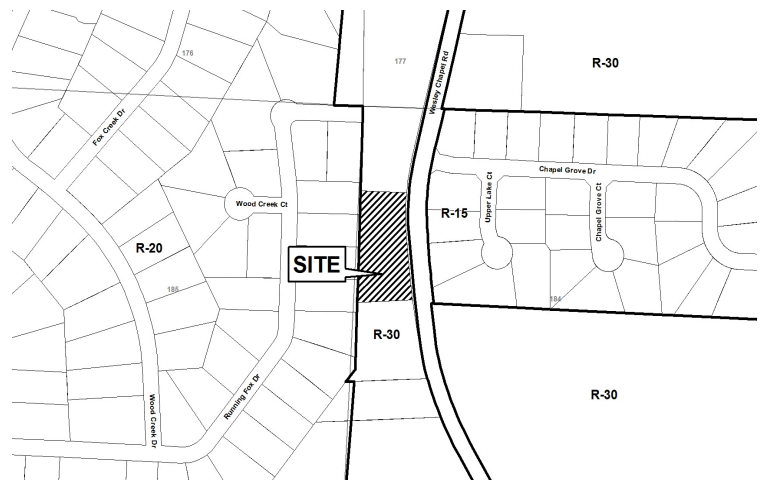 176
177
R-30
Wesley Chapel Rd
Fox Creek Dr
Chapel Grove Dr
Wood Creek Ct
Upper Lake Ct
Chapel Grove Ct
R-15
R-20
SITE
185
184
R-30
Running Fox Dr
R-30
Wood Creek Dr